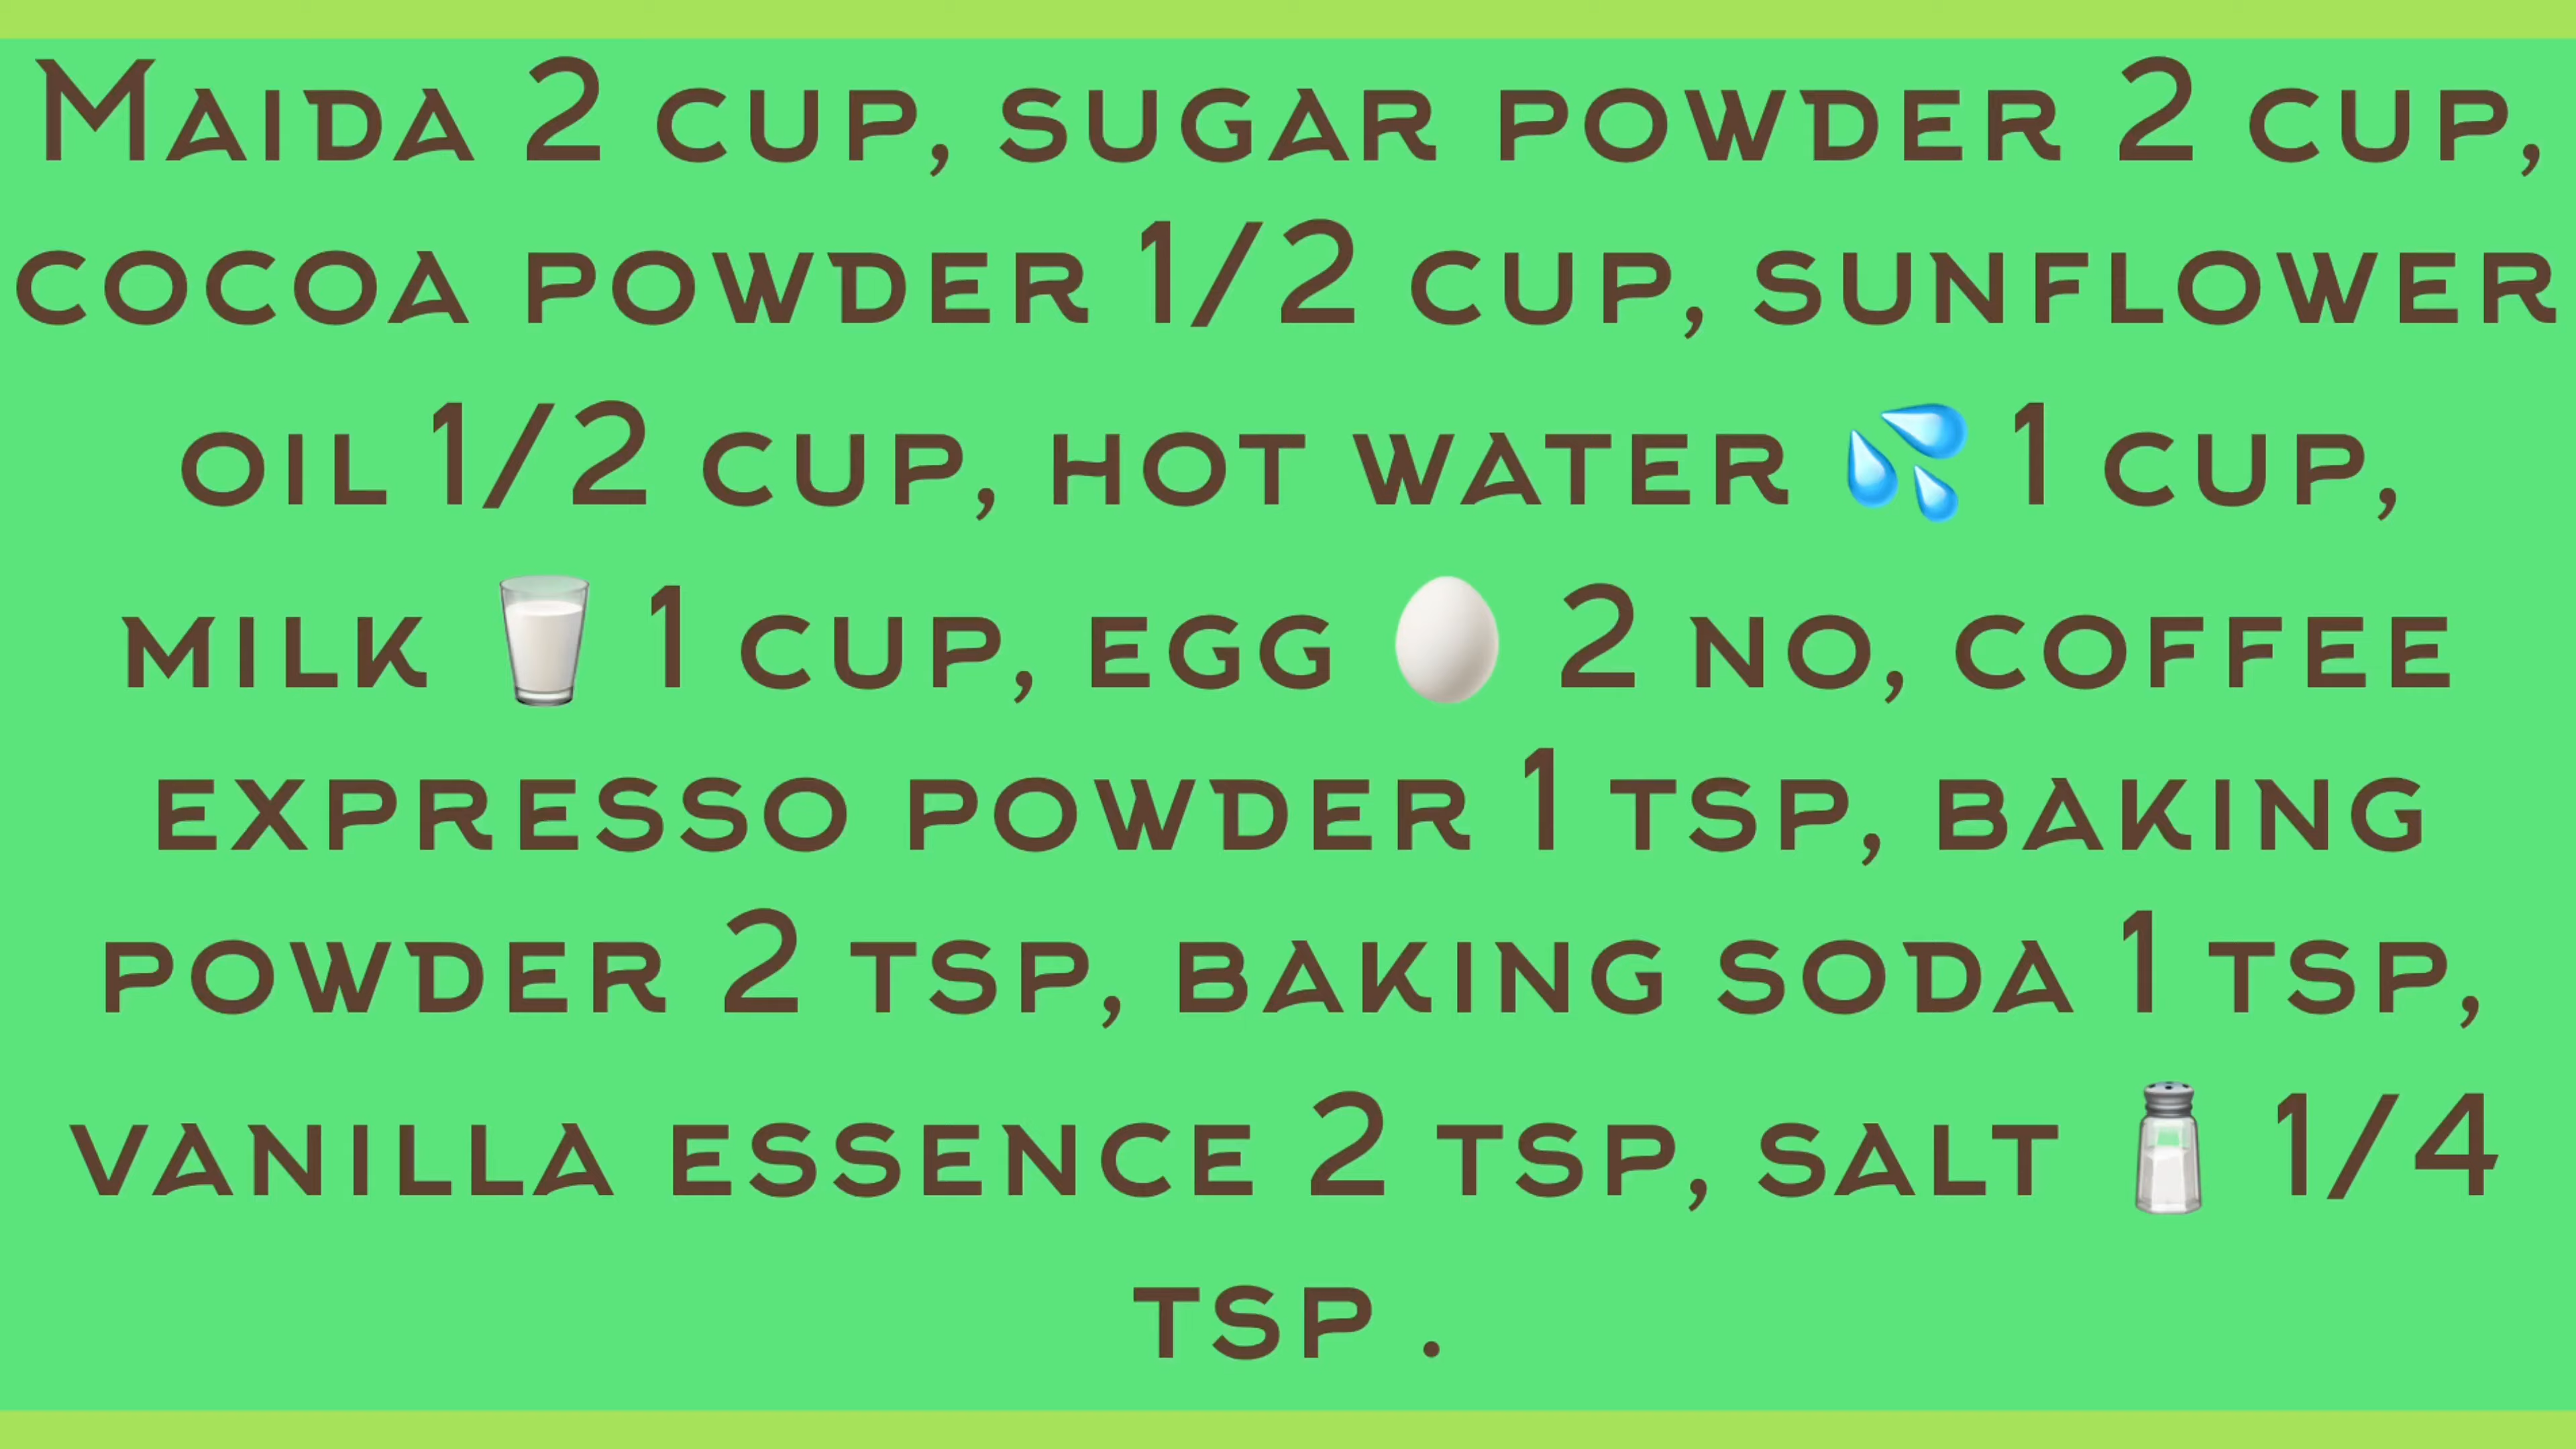 Maida 2 cup, sugar powder 2 cup,
cocoa powder 1/2 cup, sunflower
oil 1/2 cup, hot water 💦 1 cup,
milk 🥛 1 cup, egg 🥚 2 no, coffee
expresso powder 1 tsp, baking
powder 2 tsp, baking soda 1 tsp,
vanilla essence 2 tsp, salt 🧂 1/4
tsp .